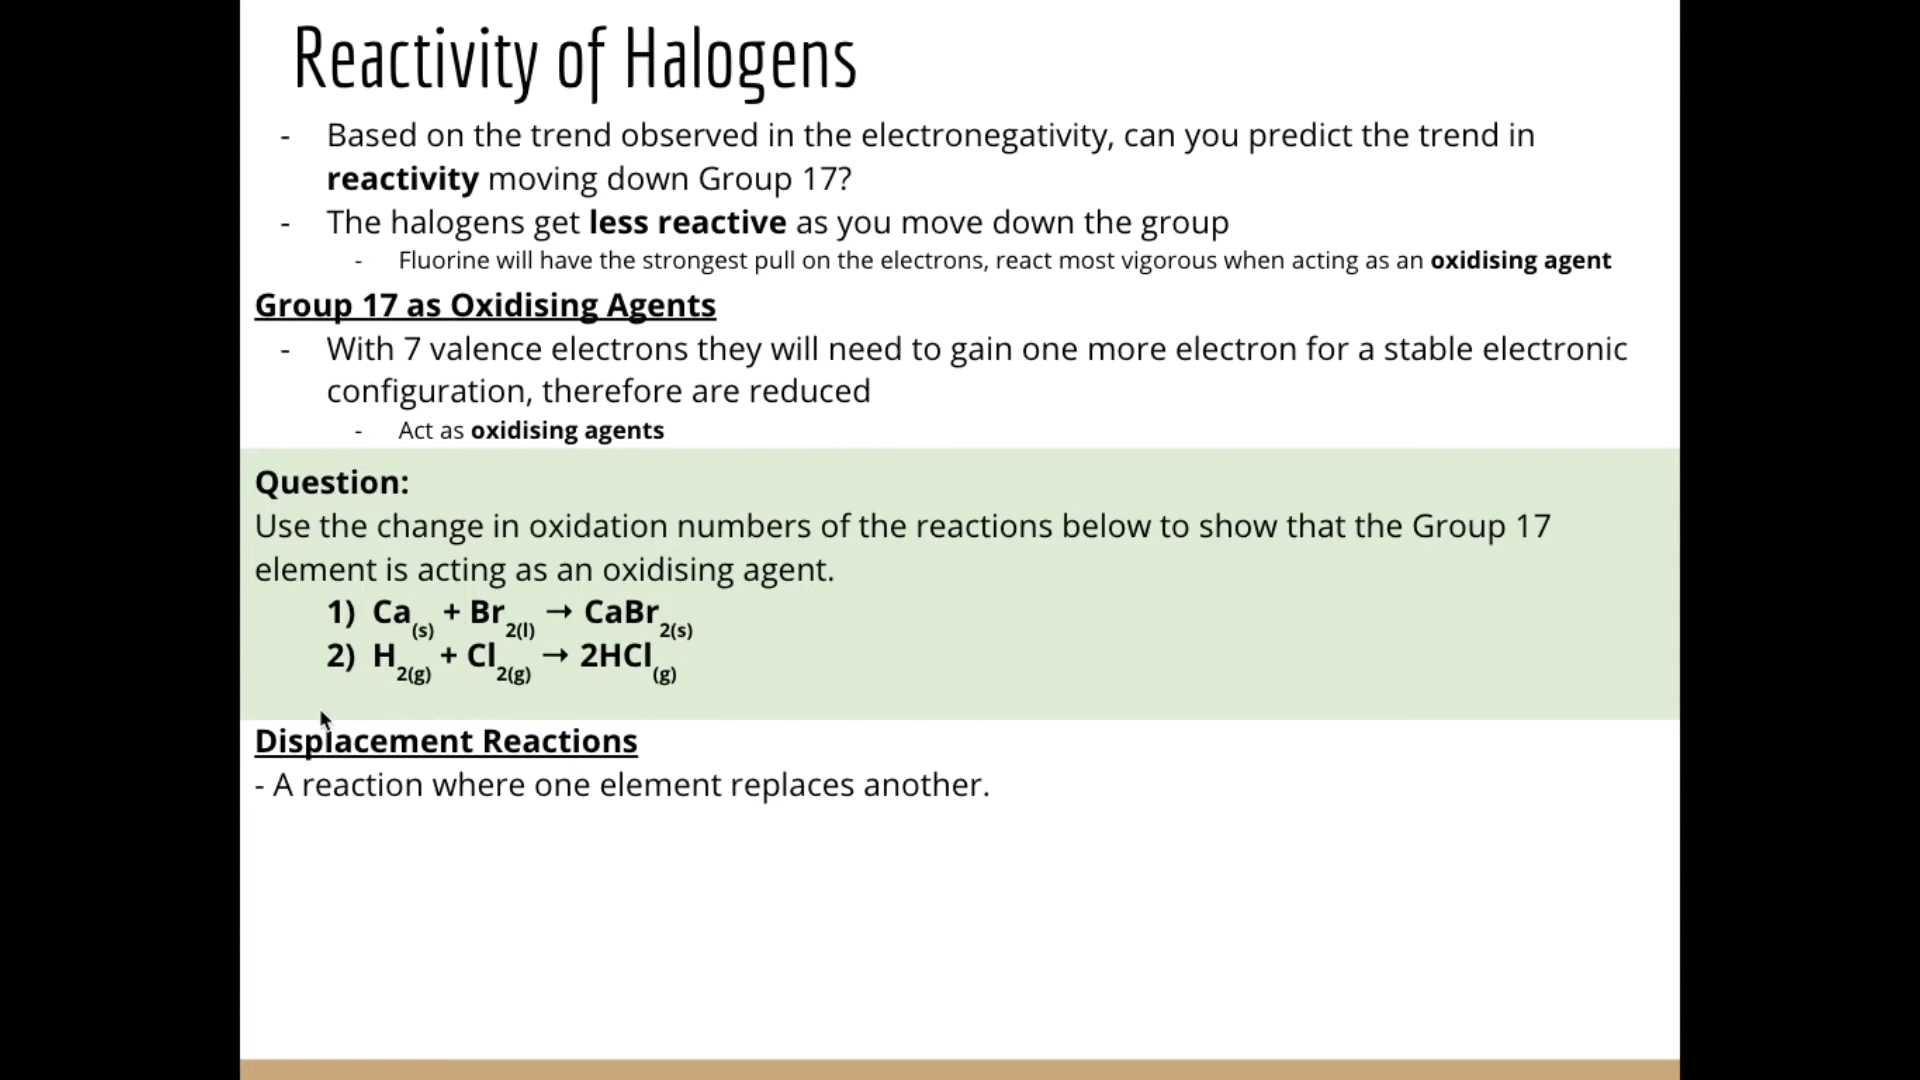 Reactivity of Halogens
- Based on the trend observed in the electronegativity, can you predict the trend in
reactivity moving down Group 17?
- The halogens get less reactive as you move down the group
- Fluorine will have the strongest pull on the electrons, react most vigorous when acting as an oxidising agent
Group 17 as Oxidising Agents
- With 7 valence electrons they will need to gain one more electron for a stable electronic
configuration, therefore are reduced
- Act as oxidising agents
Question:
Use the change in oxidation numbers of the reactions below to show that the Group 17
element is acting as an oxidising agent.
1) Ca(s) + Br2(l) → CaBr2(s)
2) H2(g) + Cl2(g) → 2HCl(g)
Displacement Reactions
- A reaction where one element replaces another.